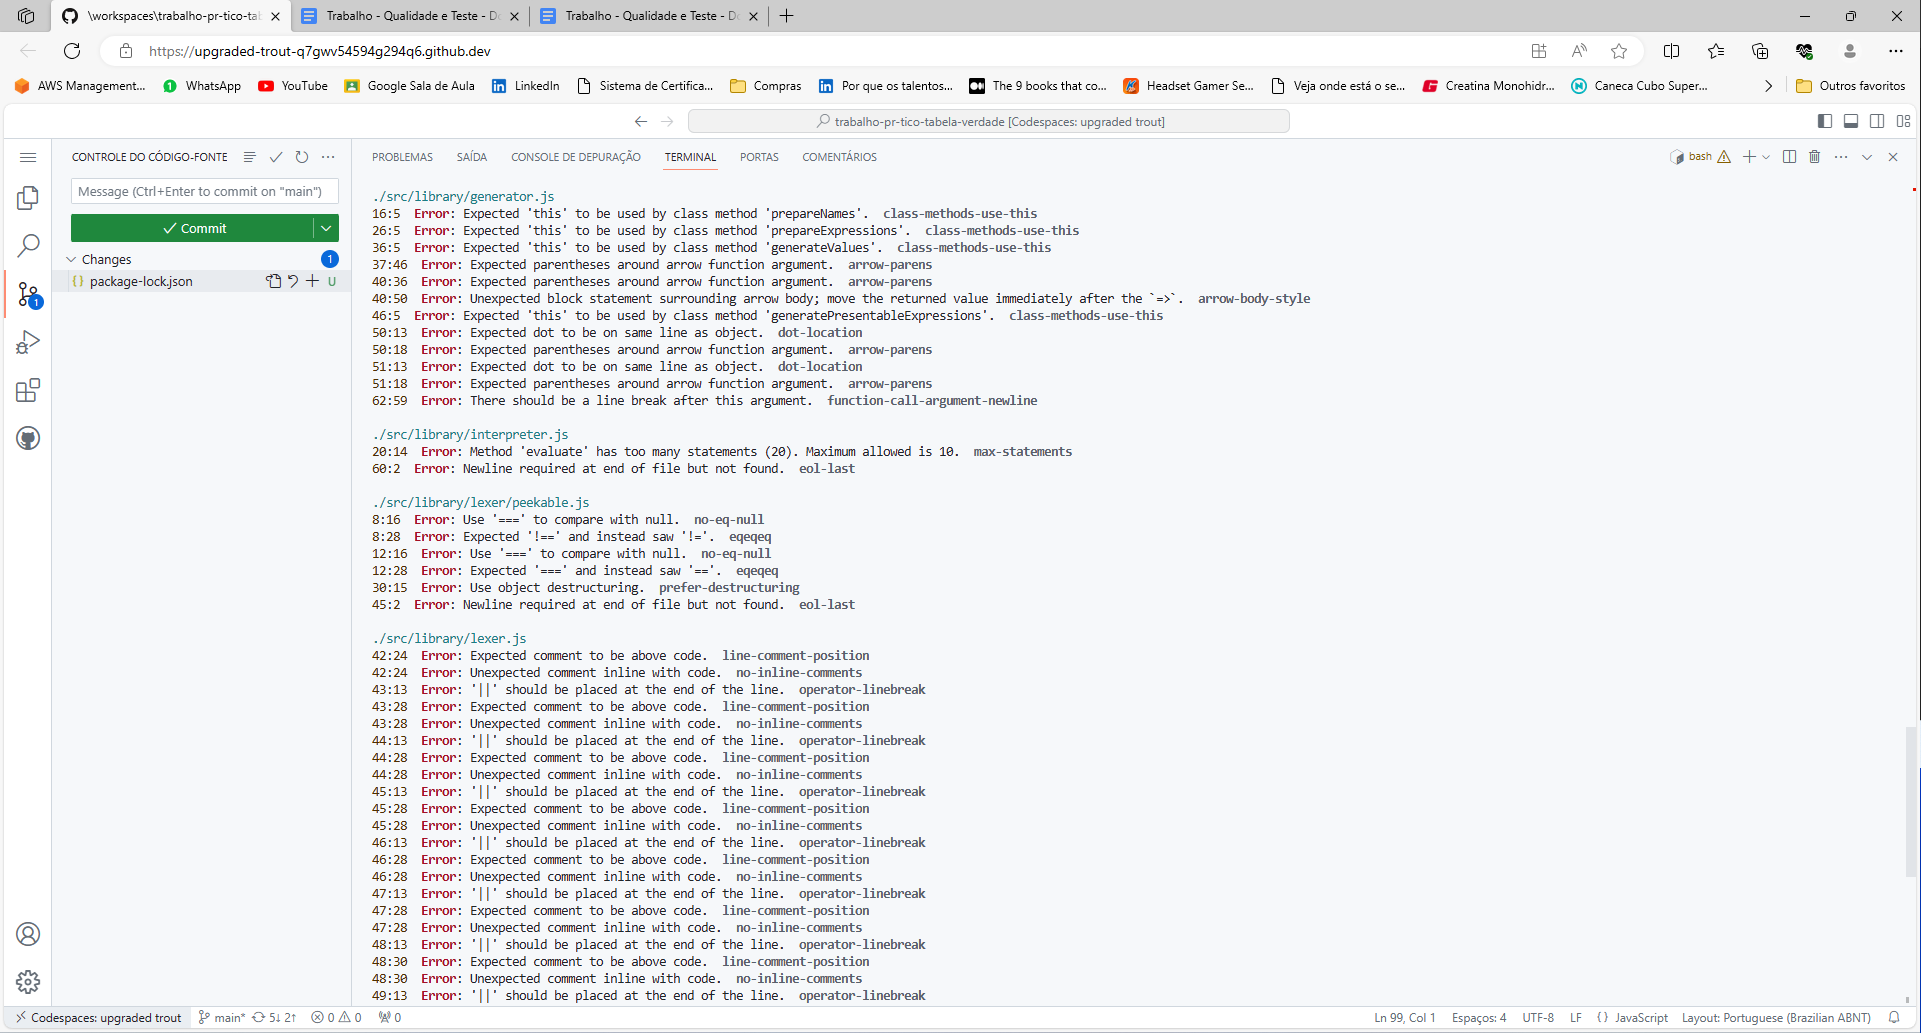 \workspaces\trabalho-pr-tico-tab
Trabalho - Qualidade e Teste - D
Trabalho - Qualidade e Teste - D
https://upgraded-trout-q7gwv54594g294q6.github.dev
AWS Management...
WhatsApp
YouTube
Google Sala de Aula
LinkedIn
Sistema de Certifica...
Compras
Por que os talentos...
The 9 books that co...
Headset Gamer Se...
Veja onde está o se...
Creatina Monohidr...
Caneca Cubo Super...
Outros favoritos
trabalho-pr-tico-tabela-verdade [Codespaces: upgraded trout]
CONTROLE DO CÓDIGO-FONTE
Message (Ctrl+Enter to commit on "main")
Commit
Changes
1
package-lock.json
U
1
PROBLEMAS
SAÍDA
CONSOLE DE DEPURAÇÃO
TERMINAL
PORTAS
COMENTÁRIOS
bash
./src/library/generator.js
16:5  Error: Expected 'this' to be used by class method 'prepareNames'.  class-methods-use-this
26:5  Error: Expected 'this' to be used by class method 'prepareExpressions'.  class-methods-use-this
36:5  Error: Expected 'this' to be used by class method 'generateValues'.  class-methods-use-this
37:46  Error: Expected parentheses around arrow function argument.  arrow-parens
40:36  Error: Expected parentheses around arrow function argument.  arrow-parens
40:50  Error: Unexpected block statement surrounding arrow body; move the returned value immediately after the `=>`.  arrow-body-style
46:5  Error: Expected 'this' to be used by class method 'generatePresentableExpressions'.  class-methods-use-this
50:13  Error: Expected dot to be on same line as object.  dot-location
50:18  Error: Expected parentheses around arrow function argument.  arrow-parens
51:13  Error: Expected dot to be on same line as object.  dot-location
51:18  Error: Expected parentheses around arrow function argument.  arrow-parens
62:59  Error: There should be a line break after this argument.  function-call-argument-newline
./src/library/interpreter.js
20:14  Error: Method 'evaluate' has too many statements (20). Maximum allowed is 10.  max-statements
60:2  Error: Newline required at end of file but not found.  eol-last
./src/library/lexer/peekable.js
8:16  Error: Use '===' to compare with null.  no-eq-null
8:28  Error: Expected '!==' and instead saw '!='.  eqeqeq
12:16  Error: Use '===' to compare with null.  no-eq-null
12:28  Error: Expected '===' and instead saw '=='.  eqeqeq
30:15  Error: Use object destructuring.  prefer-destructuring
45:2  Error: Newline required at end of file but not found.  eol-last
./src/library/lexer.js
42:24  Error: Expected comment to be above code.  line-comment-position
42:24  Error: Unexpected comment inline with code.  no-inline-comments
43:13  Error: '||' should be placed at the end of the line.  operator-linebreak
43:28  Error: Expected comment to be above code.  line-comment-position
43:28  Error: Unexpected comment inline with code.  no-inline-comments
44:13  Error: '||' should be placed at the end of the line.  operator-linebreak
44:28  Error: Expected comment to be above code.  line-comment-position
44:28  Error: Unexpected comment inline with code.  no-inline-comments
45:13  Error: '||' should be placed at the end of the line.  operator-linebreak
45:28  Error: Expected comment to be above code.  line-comment-position
45:28  Error: Unexpected comment inline with code.  no-inline-comments
46:13  Error: '||' should be placed at the end of the line.  operator-linebreak
46:28  Error: Expected comment to be above code.  line-comment-position
46:28  Error: Unexpected comment inline with code.  no-inline-comments
47:13  Error: '||' should be placed at the end of the line.  operator-linebreak
47:28  Error: Expected comment to be above code.  line-comment-position
47:28  Error: Unexpected comment inline with code.  no-inline-comments
48:13  Error: '||' should be placed at the end of the line.  operator-linebreak
48:30  Error: Expected comment to be above code.  line-comment-position
48:30  Error: Unexpected comment inline with code.  no-inline-comments
49:13  Error: '||' should be placed at the end of the line.  operator-linebreak
Codespaces: upgraded trout
main*
5↓ 2↑
0
0
0
Ln 99, Col 1
Espaços: 4
UTF-8
LF
{ } JavaScript
Layout: Portuguese (Brazilian ABNT)